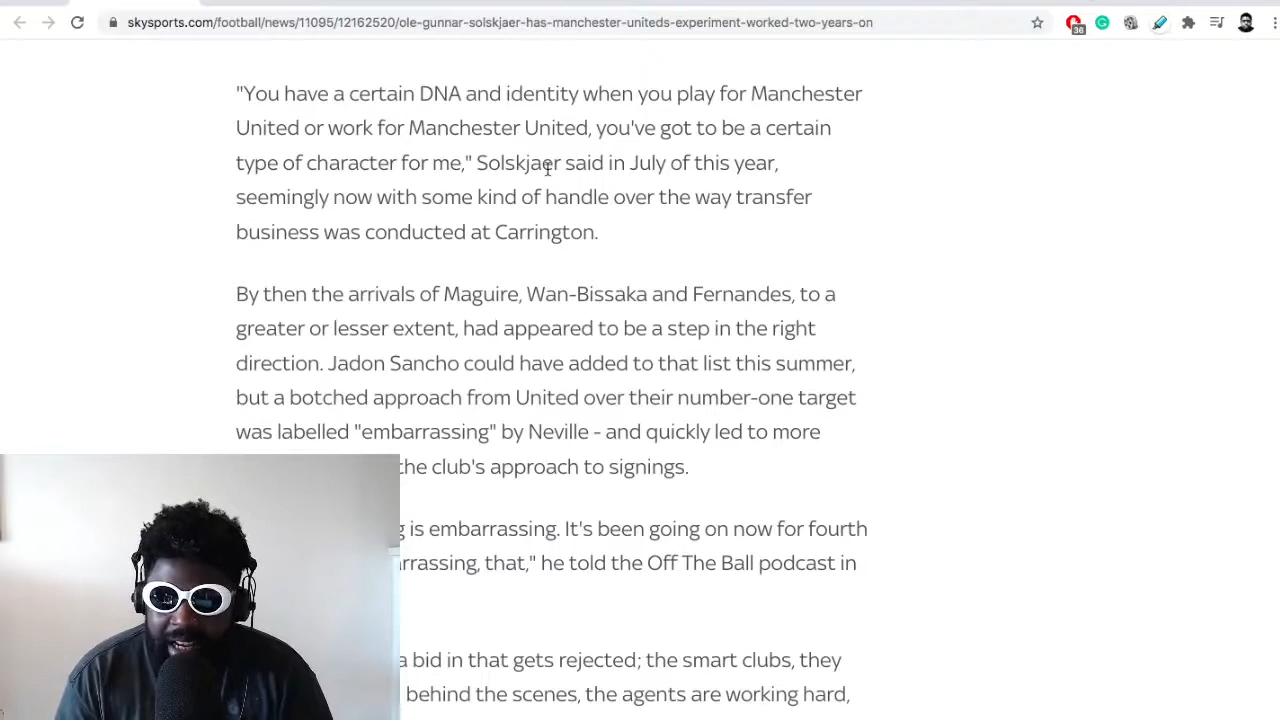 skysports.com/football/news/11095/12162520/ole-gunnar-solskjaer-has-manchester-uniteds-experiment-worked-two-years-on
36
"You have a certain DNA and identity when you play for Manchester
United or work for Manchester United, you've got to be a certain
type of character for me," Solskjaer said in July of this year,
seemingly now with some kind of handle over the way transfer
business was conducted at Carrington.
By then the arrivals of Maguire, Wan-Bissaka and Fernandes, to a
greater or lesser extent, had appeared to be a step in the right
direction. Jadon Sancho could have added to that list this summer,
but a botched approach from United over their number-one target
was labelled "embarrassing" by Neville - and quickly led to more
the club's approach to signings.
is embarrassing. It's been going on now for fourth
that," he told the Off The Ball podcast in
a bid in that gets rejected; the smart clubs, they
behind the scenes, the agents are working hard,